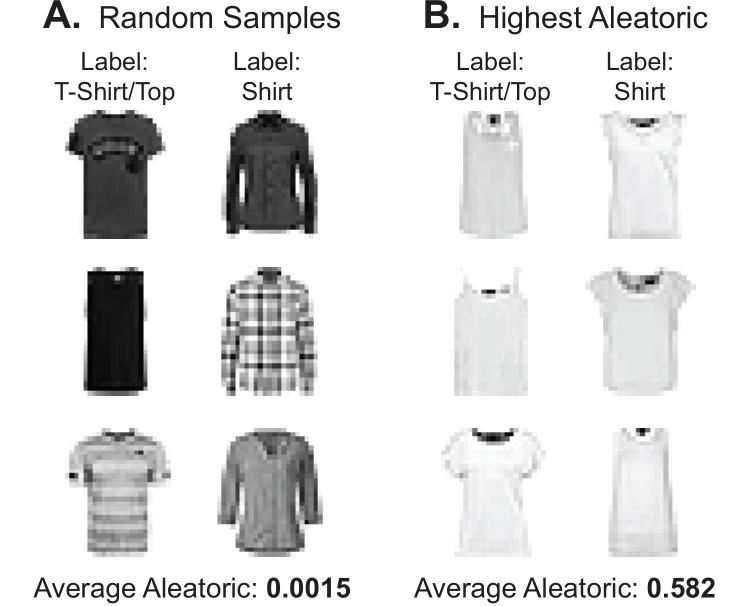 A. Random Samples
Label:
T-Shirt/Top
Label:
Shirt
Average Aleatoric: 0.0015
B. Highest Aleatoric
Label:
T-Shirt/Top
Label:
Shirt
Average Aleatoric: 0.582